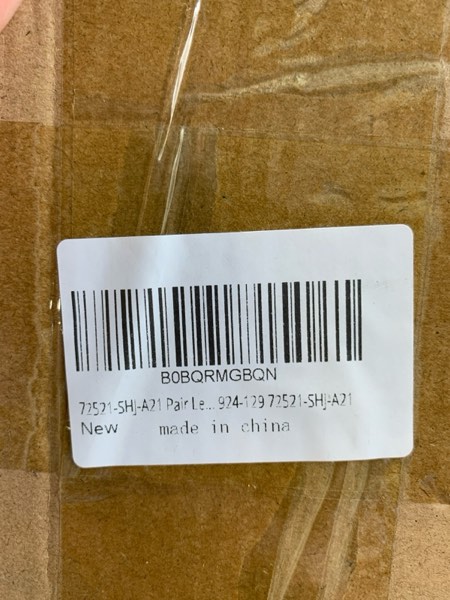 B0BQRMGBQN
72521-SHJ-A21 Pair Le... 924-129 72521-SHJ-A21
New made in china